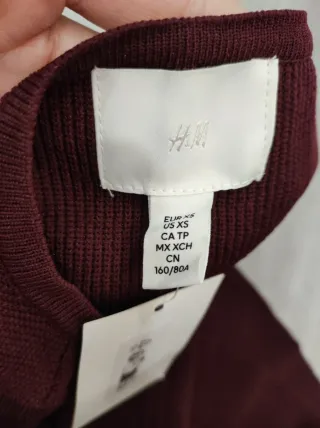 H&M
EUR XS
US XS
CA TP
MX XCH
CN
160/80A